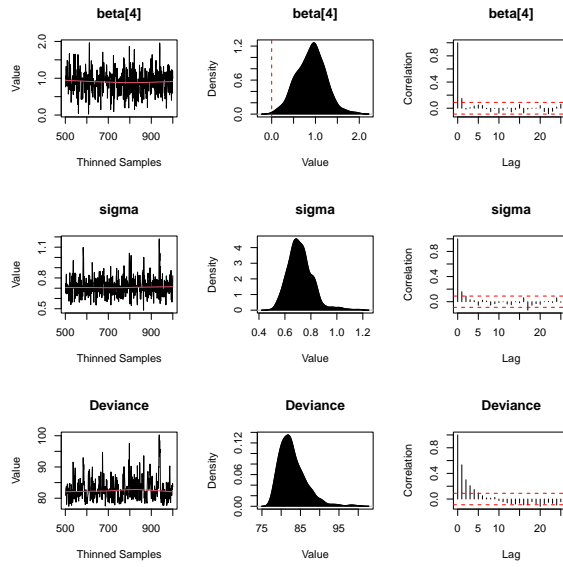 beta[4]
Value
0.0
1.0
2.0
500
700
900
Thinned Samples
beta[4]
Density
0.0
0.6
1.2
0.0
1.0
2.0
Value
beta[4]
Correlation
0.0
0.4
0.8
0
5
10
20
Lag
sigma
Value
0.5
0.8
1.1
500
700
900
Thinned Samples
sigma
Density
0
1
2
3
4
0.4
0.6
0.8
1.0
1.2
Value
sigma
Correlation
0.0
0.4
0.8
0
5
10
20
Lag
Deviance
Value
80
90
100
500
700
900
Thinned Samples
Deviance
Density
0.00
0.06
0.12
75
85
95
Value
Deviance
Correlation
0.0
0.4
0.8
0
5
10
20
Lag